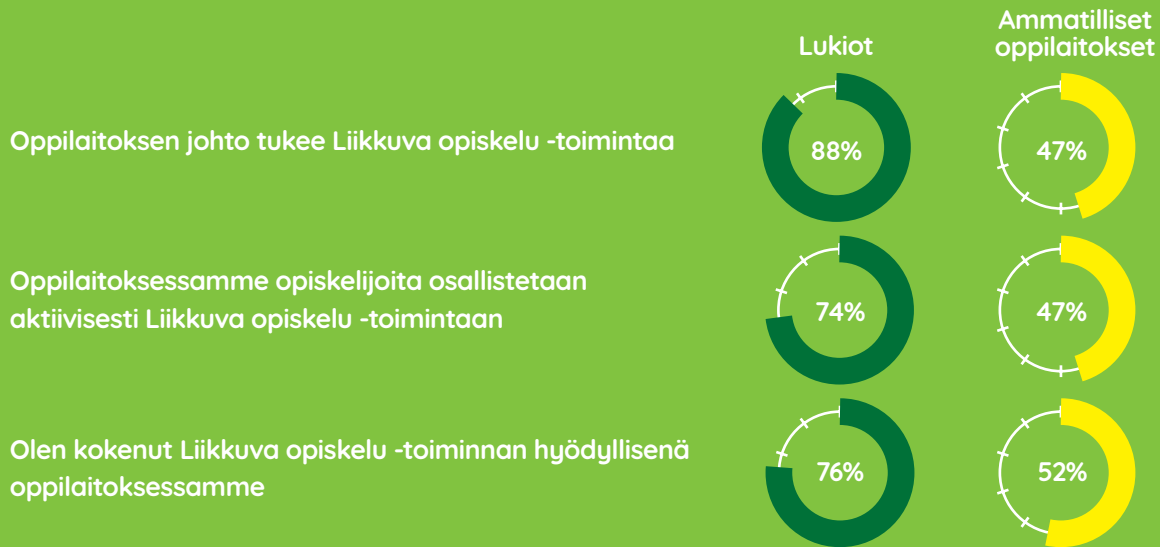 Lukiot
Ammatilliset
oppilaitokset
Oppilaitoksen johto tukee Liikkuva opiskelu -toimintaa
88%
47%
Oppilaitoksessamme opiskelijoita osallistetaan
aktiivisesti Liikkuva opiskelu -toimintaan
74%
47%
Olen kokenut Liikkuva opiskelu -toiminnan hyödyllisenä
oppilaitoksessamme
76%
52%